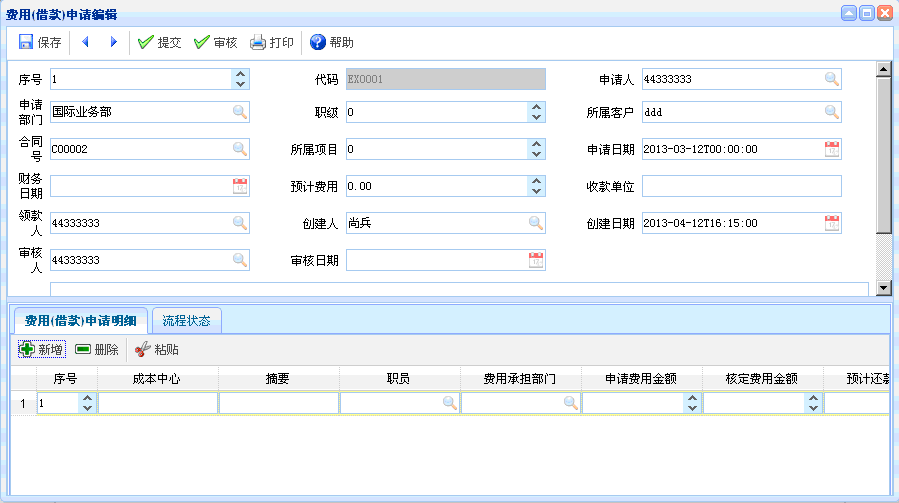 费用(借款)申请编辑
保存 提交 审核 打印 帮助
序号 1 代码 EX0001 申请人 44333333
申请部门 国际业务部 职级 0 所属客户 ddd
合同号 C00002 所属项目 0 申请日期 2013-03-12T00:00:00
财务日期 预计费用 0.00 收款单位
领款人 44333333 创建人 尚兵 创建日期 2013-04-12T16:15:00
审核人 44333333 审核日期
费用(借款)申请明细 流程状态
新增 删除 粘贴
序号 成本中心 摘要 职员 费用承担部门 申请费用金额 核定费用金额 预计还款
1 1